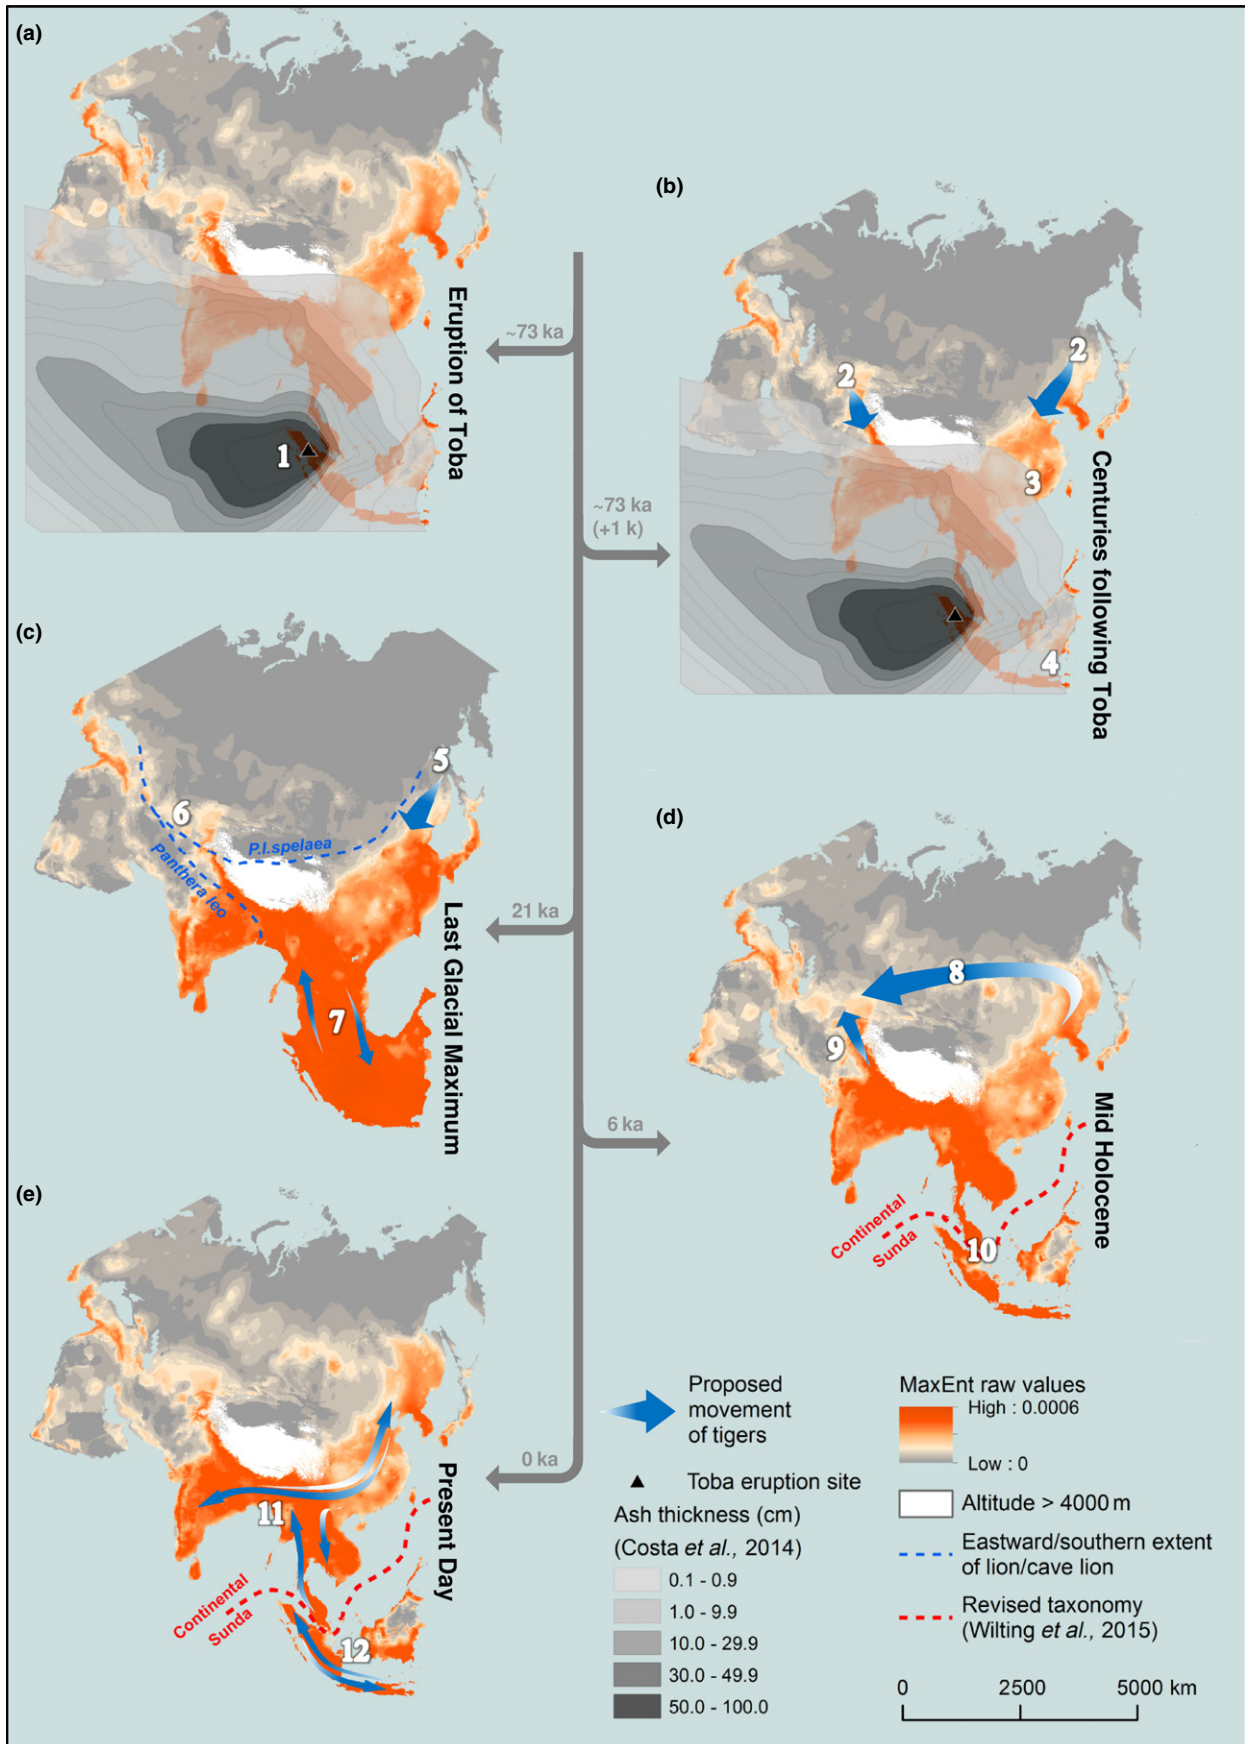 (a)
Eruption of Toba
1
~73 ka
(b)
2
2
3
4
Centuries following Toba
~73 ka
(+1 k)
(c)
5
6
P.l.spelaea
Panthera leo
7
Last Glacial Maximum
21 ka
(d)
8
9
10
Continental
Sunda
Mid Holocene
6 ka
(e)
11
12
Continental
Sunda
Present Day
0 ka
Proposed
movement
of tigers
Toba eruption site
Ash thickness (cm)
(Costa et al., 2014)
0.1 - 0.9
1.0 - 9.9
10.0 - 29.9
30.0 - 49.9
50.0 - 100.0
MaxEnt raw values
High : 0.0006
Low : 0
Altitude > 4000 m
Eastward/southern extent
of lion/cave lion
Revised taxonomy
(Wilting et al., 2015)
0 2500 5000 km